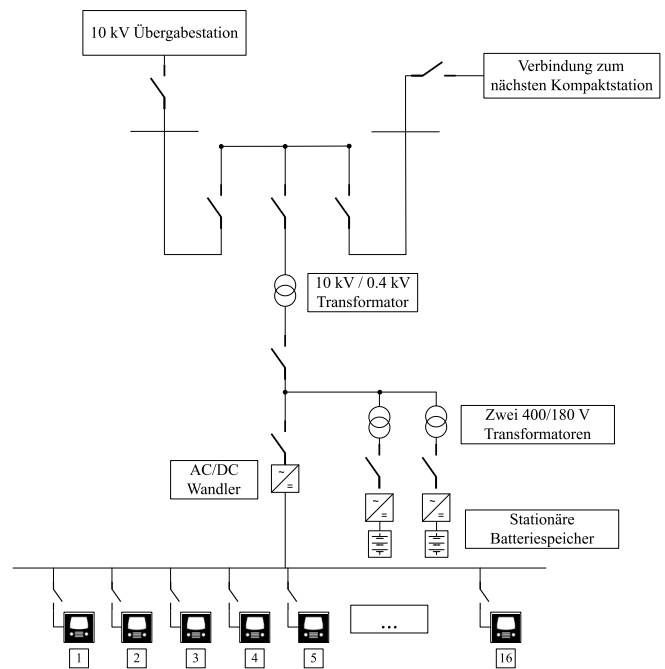 10 kV Übergabestation
Verbindung zum
nächsten Kompaktstation
10 kV / 0.4 kV
Transformator
Zwei 400/180 V
Transformatoren
AC/DC
Wandler
~
=
~
=
~
=
Stationäre
Batteriespeicher
...
1
2
3
4
5
16